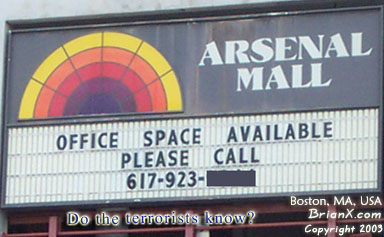 ARSENAL
MALL
OFFICE SPACE AVAILABLE
PLEASE CALL
617-923-
Do the terrorists know?
Boston, MA, USA
BrianX.com
Copyright 2003